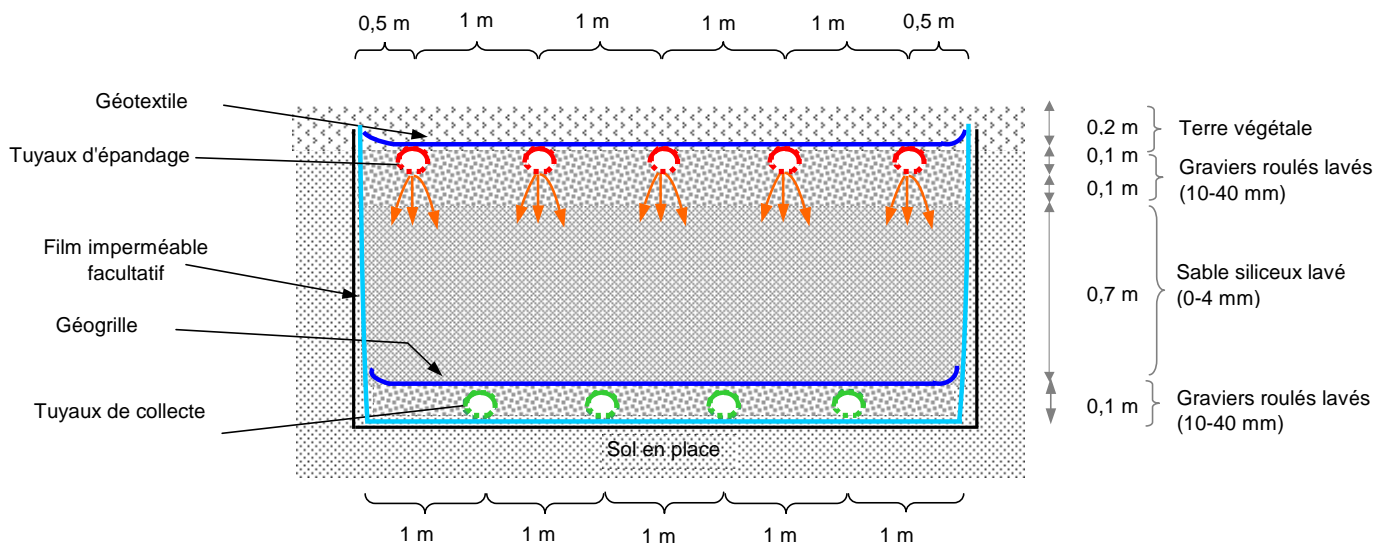 0,5 m
1 m
1 m
1 m
1 m
0,5 m
Géotextile
Tuyaux d'épandage
Film imperméable
facultatif
Géogrille
Tuyaux de collecte
0.2 m
Terre végétale
0,1 m
0,1 m
Graviers roulés lavés
(10-40 mm)
0,7 m
Sable siliceux lavé
(0-4 mm)
0,1 m
Graviers roulés lavés
(10-40 mm)
Sol en place
1 m
1 m
1 m
1 m
1 m